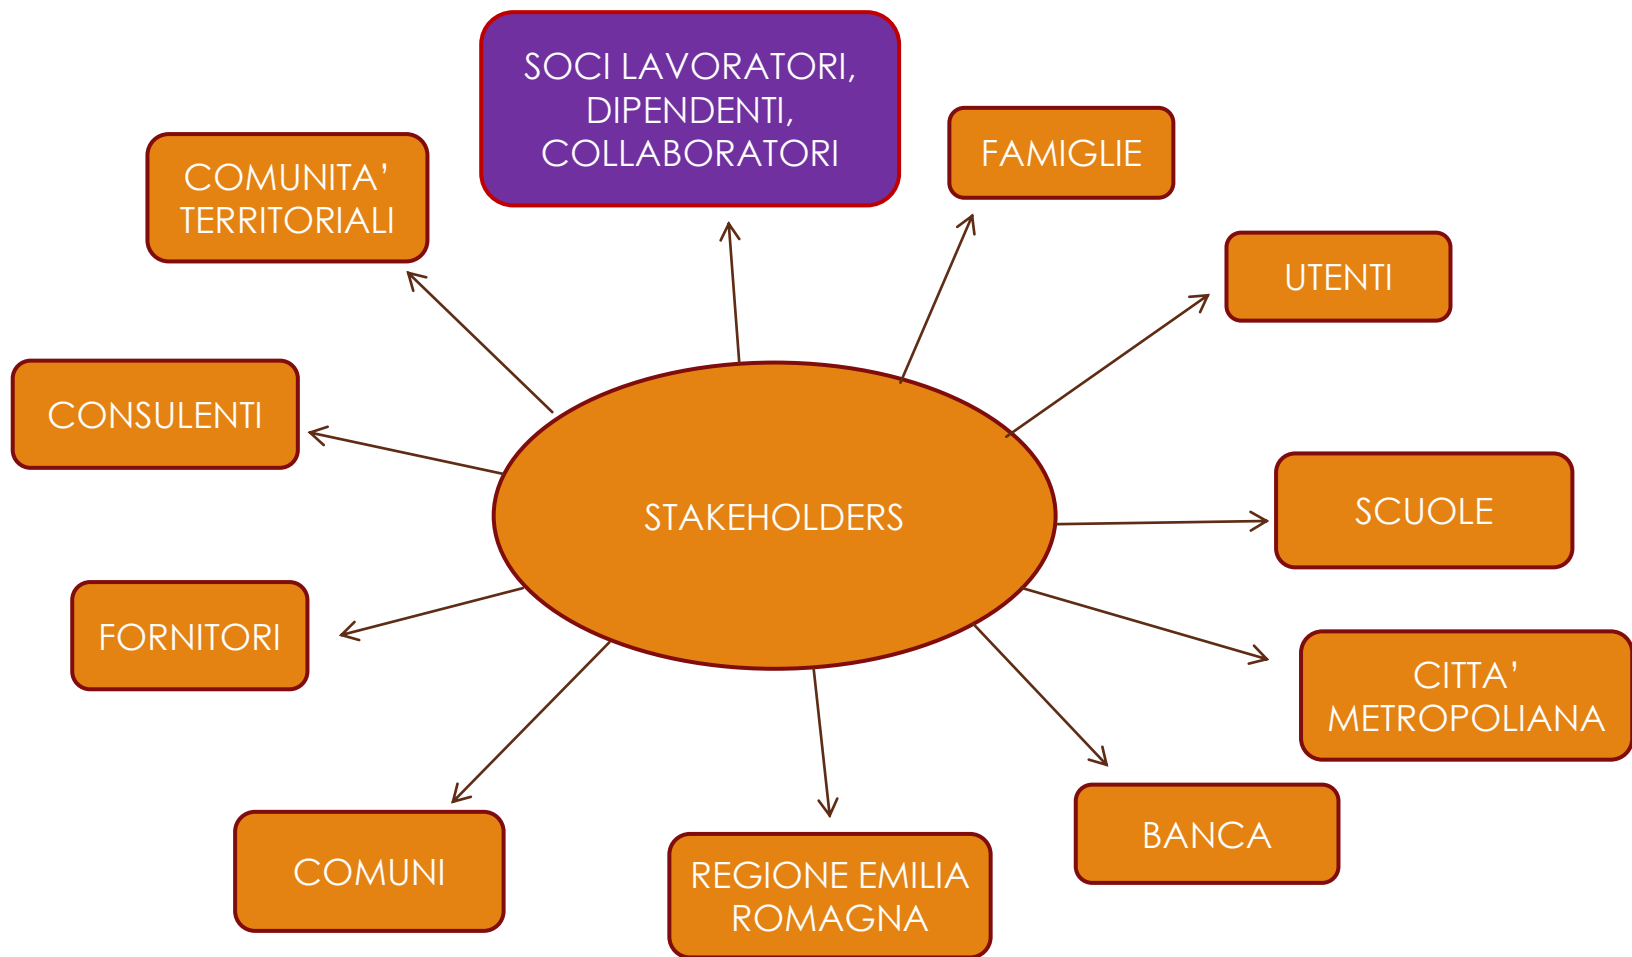 SOCI LAVORATORI,
DIPENDENTI,
COLLABORATORI
FAMIGLIE
COMUNITA'
TERRITORIALI
UTENTI
CONSULENTI
STAKEHOLDERS
SCUOLE
FORNITORI
CITTA'
METROPOLIANA
BANCA
COMUNI
REGIONE EMILIA
ROMAGNA